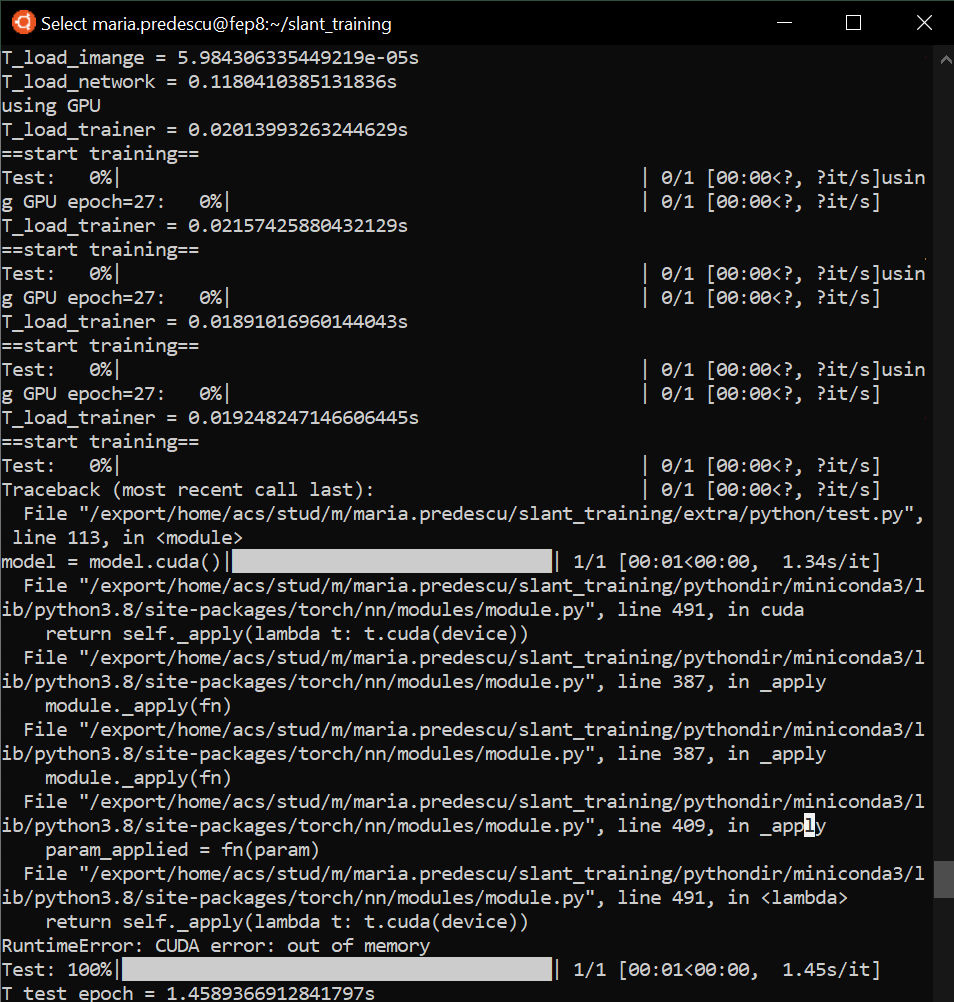 Select maria.predescu@fep8:~/slant_training
T_load_imange = 5.984306335449219e-05s
T_load_network = 0.1180410385131836s
using GPU
T_load_trainer = 0.02013993263244629s
==start training==
Test:   0%|                                               | 0/1 [00:00<?, ?it/s]usin
g GPU epoch=27:   0%|                                     | 0/1 [00:00<?, ?it/s]
T_load_trainer = 0.02157425880432129s
==start training==
Test:   0%|                                               | 0/1 [00:00<?, ?it/s]usin
g GPU epoch=27:   0%|                                     | 0/1 [00:00<?, ?it/s]
T_load_trainer = 0.01891016960144043s
==start training==
Test:   0%|                                               | 0/1 [00:00<?, ?it/s]usin
g GPU epoch=27:   0%|                                     | 0/1 [00:00<?, ?it/s]
T_load_trainer = 0.019248247146606445s
==start training==
Test:   0%|                                               | 0/1 [00:00<?, ?it/s]
Traceback (most recent call last):                        | 0/1 [00:00<?, ?it/s]
  File "/export/home/acs/stud/m/maria.predescu/slant_training/extra/python/test.py",
 line 113, in <module>
model = model.cuda()|                             | 1/1 [00:01<00:00,  1.34s/it]
  File "/export/home/acs/stud/m/maria.predescu/slant_training/pythondir/miniconda3/l
ib/python3.8/site-packages/torch/nn/modules/module.py", line 491, in cuda
    return self._apply(lambda t: t.cuda(device))
  File "/export/home/acs/stud/m/maria.predescu/slant_training/pythondir/miniconda3/l
ib/python3.8/site-packages/torch/nn/modules/module.py", line 387, in _apply
    module._apply(fn)
  File "/export/home/acs/stud/m/maria.predescu/slant_training/pythondir/miniconda3/l
ib/python3.8/site-packages/torch/nn/modules/module.py", line 387, in _apply
    module._apply(fn)
  File "/export/home/acs/stud/m/maria.predescu/slant_training/pythondir/miniconda3/l
ib/python3.8/site-packages/torch/nn/modules/module.py", line 409, in _apply
    param_applied = fn(param)
  File "/export/home/acs/stud/m/maria.predescu/slant_training/pythondir/miniconda3/l
ib/python3.8/site-packages/torch/nn/modules/module.py", line 491, in <lambda>
    return self._apply(lambda t: t.cuda(device))
RuntimeError: CUDA error: out of memory
Test: 100%|                                       | 1/1 [00:01<00:00,  1.45s/it]
T test epoch = 1.4589366912841797s